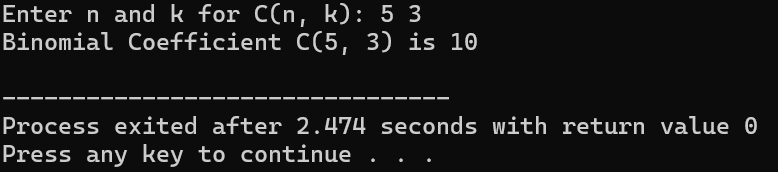 Enter n and k for C(n, k): 5 3
Binomial Coefficient C(5, 3) is 10
--------------------------------
Process exited after 2.474 seconds with return value 0
Press any key to continue . . .